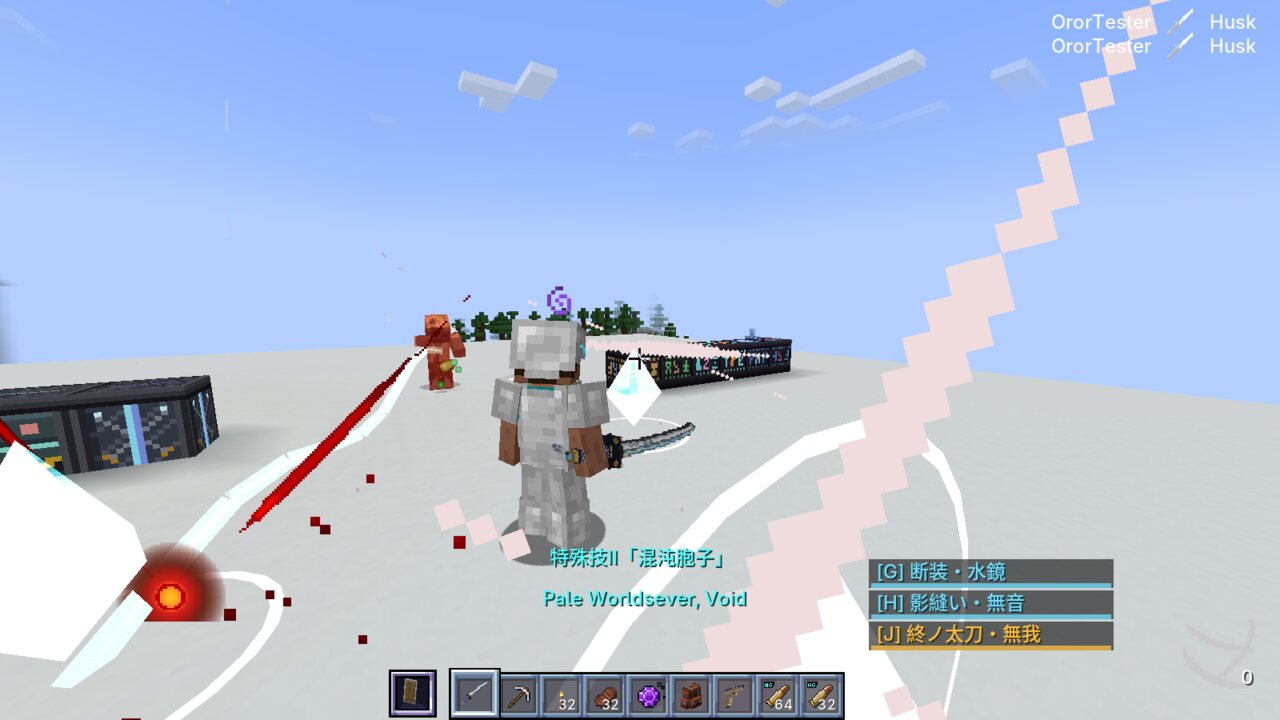 OrorTester Husk
OrorTester Husk
特殊技II「混沌胞子」
Pale Worldsever, Void
[G] 断装・水鏡
[H] 影縫い・無音
[J] 終ノ太刀・無我
32
32
64
32
0